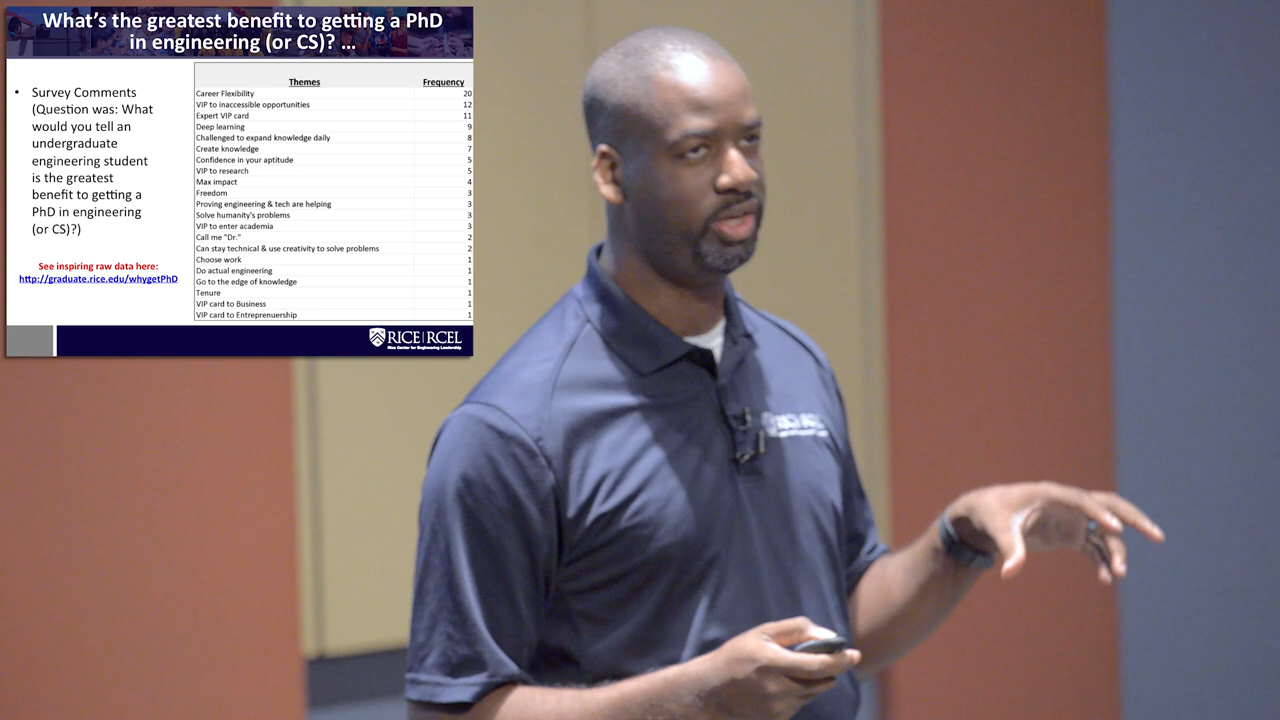 What's the greatest benefit to getting a PhD
in engineering (or CS)? ...
• Survey Comments
(Question was: What
would you tell an
undergraduate
engineering student
is the greatest
benefit to getting a
PhD in engineering
(or CS)?)
See inspiring raw data here:
http://graduate.rice.edu/whygetPhD
Themes Frequency
Career Flexibility 20
VIP to inaccessible opportunities 12
Expert VIP card 11
Deep learning 9
Challenged to expand knowledge daily 8
Create knowledge 7
Confidence in your aptitude 5
VIP to research 5
Max impact 4
Freedom 3
Proving engineering & tech are helping 3
Solve humanity's problems 3
VIP to enter academia 3
Call me "Dr." 2
Can stay technical & use creativity to solve problems 2
Choose work 1
Do actual engineering 1
Go to the edge of knowledge 1
Tenure 1
VIP card to Business 1
VIP card to Entreprenuership 1
RICE | RCEL
Rice Center for Engineering Leadership